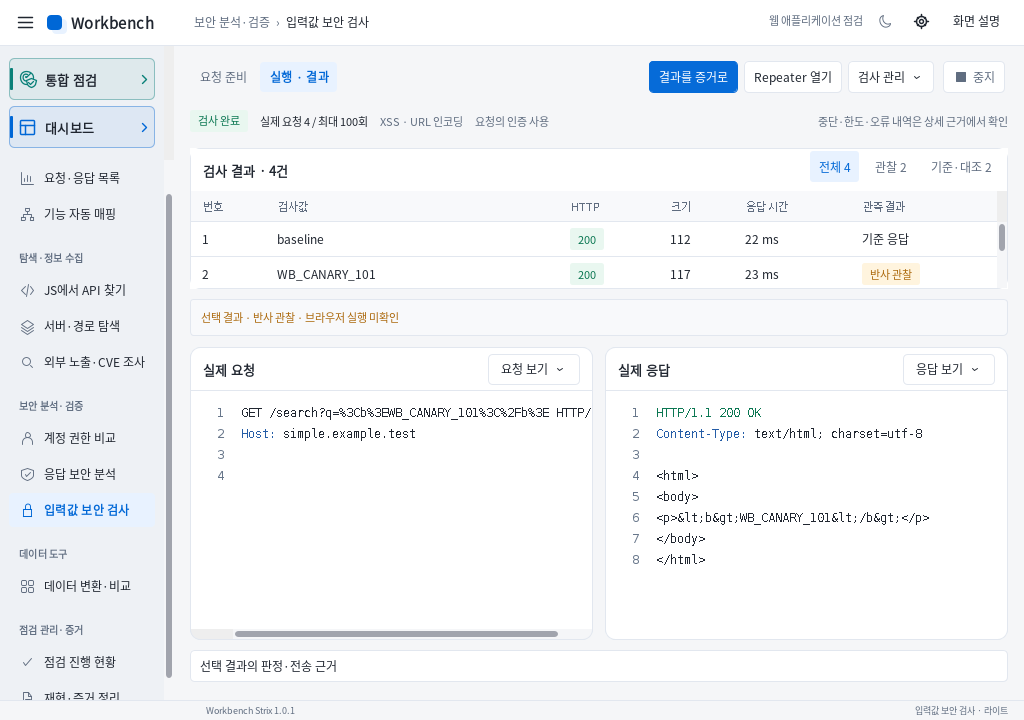 Workbench
보안 분석·검증 › 입력값 보안 검사
웹 애플리케이션 점검
화면 설명
통합 점검
대시보드
요청·응답 목록
기능 자동 매핑
탐색·정보 수집
JS에서 API 찾기
서버·경로 탐색
외부 노출·CVE 조사
보안 분석·검증
계정 권한 비교
응답 보안 분석
입력값 보안 검사
데이터 도구
데이터 변환·비교
점검 관리·증거
점검 진행 현황
재현·증거 정리
요청 준비
실행 · 결과
결과를 증거로
Repeater 열기
검사 관리
중지
검사 완료
실제 요청 4 / 최대 100회
XSS · URL 인코딩
요청의 인증 사용
중단·한도·오류 내역은 상세 근거에서 확인
검사 결과 · 4건
전체 4
관찰 2
기준·대조 2
번호 검사값 HTTP 크기 응답 시간 관측 결과
1 baseline 200 112 22 ms 기준 응답
2 WB_CANARY_101 200 117 23 ms 반사 관찰
선택 결과 · 반사 관찰 · 브라우저 실행 미확인
실제 요청
요청 보기
1 GET /search?q=%3Cb%3EWB_CANARY_101%3C%2Fb%3E HTTP/
2 Host: simple.example.test
3
4
실제 응답
응답 보기
1 HTTP/1.1 200 OK
2 Content-Type: text/html; charset=utf-8
3
4 <html>
5 <body>
6 <p>&lt;b&gt;WB_CANARY_101&lt;/b&gt;</p>
7 </body>
8 </html>
선택 결과의 판정·전송 근거
Workbench Strix 1.0.1
입력값 보안 검사 · 라이트